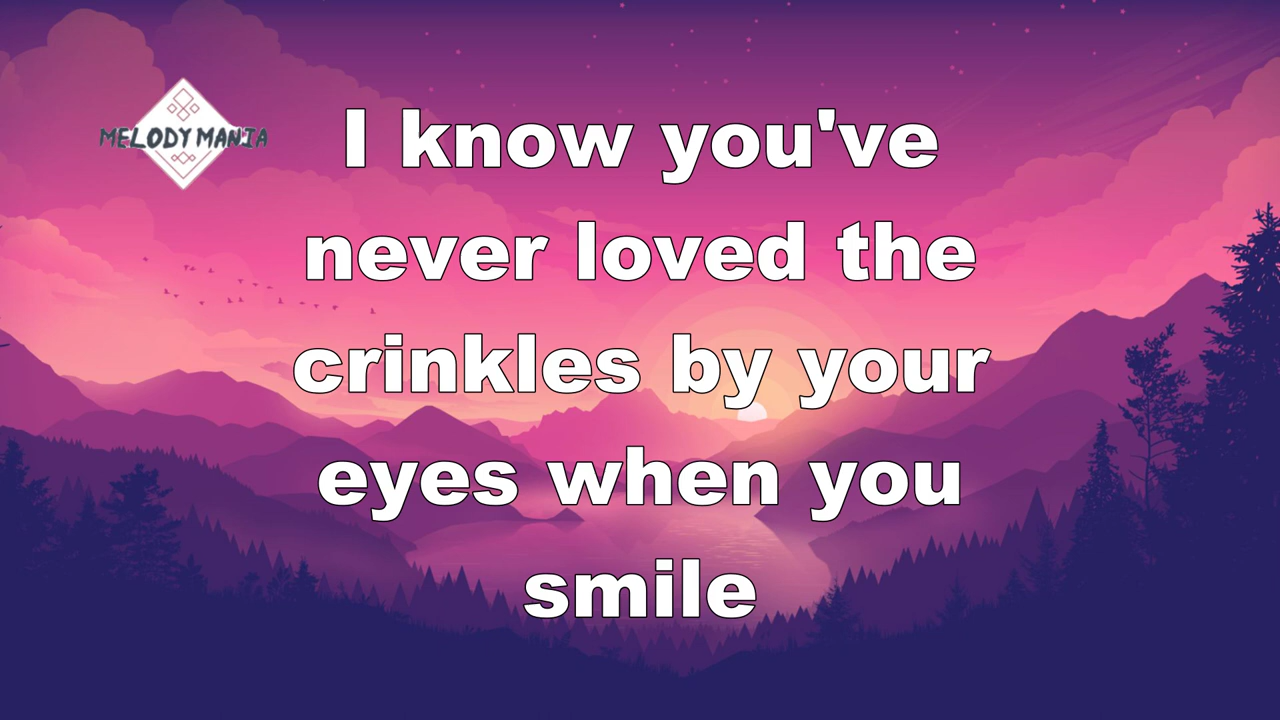 MELODY MANIA
I know you've
never loved the
crinkles by your
eyes when you
smile